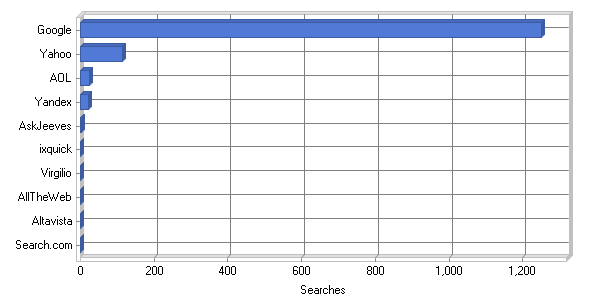 Google
Yahoo
AOL
Yandex
AskJeeves
ixquick
Virgilio
AllTheWeb
Altavista
Search.com
0 200 400 600 800 1,000 1,200
Searches